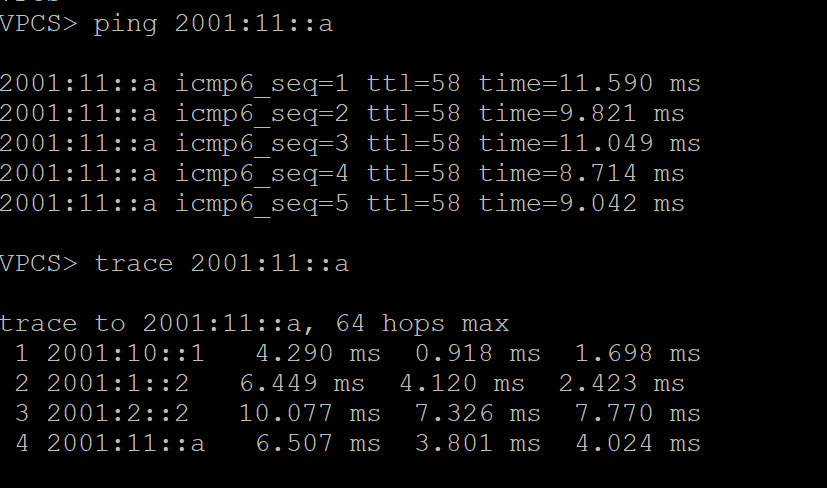 VPCS> ping 2001:11::a
2001:11::a icmp6_seq=1 ttl=58 time=11.590 ms
2001:11::a icmp6_seq=2 ttl=58 time=9.821 ms
2001:11::a icmp6_seq=3 ttl=58 time=11.049 ms
2001:11::a icmp6_seq=4 ttl=58 time=8.714 ms
2001:11::a icmp6_seq=5 ttl=58 time=9.042 ms
VPCS> trace 2001:11::a
trace to 2001:11::a, 64 hops max
1 2001:10::1 4.290 ms 0.918 ms 1.698 ms
2 2001:1::2 6.449 ms 4.120 ms 2.423 ms
3 2001:2::2 10.077 ms 7.326 ms 7.770 ms
4 2001:11::a 6.507 ms 3.801 ms 4.024 ms